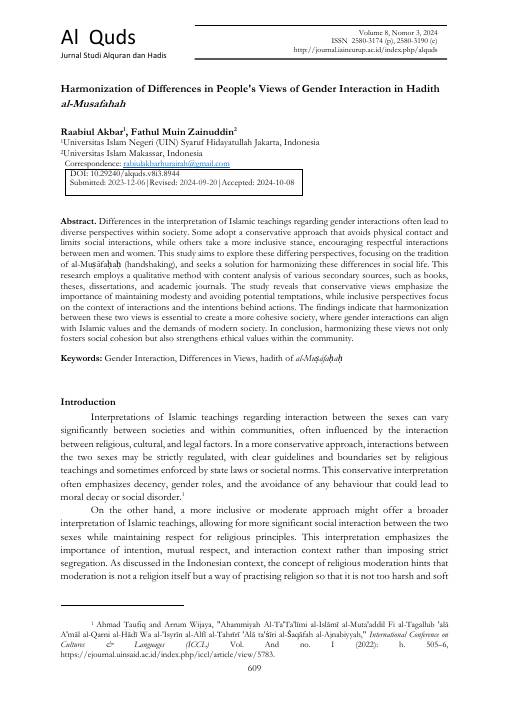 Al Quds
Jurnal Studi Alquran dan Hadis
Volume 8, Nomor 3, 2024
ISSN 2580-3174 (p), 2580-3190 (e)
http://journal.iaincurup.ac.id/index.php/alquds
Harmonization of Differences in People's Views of Gender Interaction in Hadith
al-Musafahah
Raabiul Akbar1, Fathul Muin Zainuddin2
1Universitas Islam Negeri (UIN) Syaruf Hidayatullah Jakarta, Indonesia
2Universitas Islam Makassar, Indonesia
Correspondence: rabiulakbarhurairah@gmail.com
DOI: 10.29240/alquds.v8i3.8944
Submitted: 2023-12-06|Revised: 2024-09-20|Accepted: 2024-10-08
Abstract. Differences in the interpretation of Islamic teachings regarding gender interactions often lead to
diverse perspectives within society. Some adopt a conservative approach that avoids physical contact and
limits social interactions, while others take a more inclusive stance, encouraging respectful interactions
between men and women. This study aims to explore these differing perspectives, focusing on the tradition
of al-Muṣāfaḥaḥ (handshaking), and seeks a solution for harmonizing these differences in social life. This
research employs a qualitative method with content analysis of various secondary sources, such as books,
theses, dissertations, and academic journals. The study reveals that conservative views emphasize the
importance of maintaining modesty and avoiding potential temptations, while inclusive perspectives focus
on the context of interactions and the intentions behind actions. The findings indicate that harmonization
between these two views is essential to create a more cohesive society, where gender interactions can align
with Islamic values and the demands of modern society. In conclusion, harmonizing these views not only
fosters social cohesion but also strengthens ethical values within the community.
Keywords: Gender Interaction, Differences in Views, hadith of al-Muṣāfaḥaḥ
Introduction
Interpretations of Islamic teachings regarding interaction between the sexes can vary
significantly between societies and within communities, often influenced by the interaction
between religious, cultural, and legal factors. In a more conservative approach, interactions between
the two sexes may be strictly regulated, with clear guidelines and boundaries set by religious
teachings and sometimes enforced by state laws or societal norms. This conservative interpretation
often emphasizes decency, gender roles, and the avoidance of any behaviour that could lead to
moral decay or social disorder.1
On the other hand, a more inclusive or moderate approach might offer a broader
interpretation of Islamic teachings, allowing for more significant social interaction between the two
sexes while maintaining respect for religious principles. This interpretation emphasizes the
importance of intention, mutual respect, and interaction context rather than imposing strict
segregation. As discussed in the Indonesian context, the concept of religious moderation hints that
moderation is not a religion itself but a way of practising religion so that it is not too harsh and soft
1 Ahmad Taufiq and Arrum Wijaya, "Ahammiyah Al-Ta'Ta'līmi al-Islāmī al-Muta'addil Fī al-Tagallub 'alā
A'māl al-Qarni al-Hādī Wa al-'Isyrīn al-Alfī al-Tahrīrī 'Alā ta'ṡīri al-Ṡaqāfah al-Ajnabiyyah," International Conference on
Cultures & Languages (ICCL) Vol. And no. 1 (2022): h. 505–6,
https://ejournal.uinsaid.ac.id/index.php/iccl/article/view/5783.
609